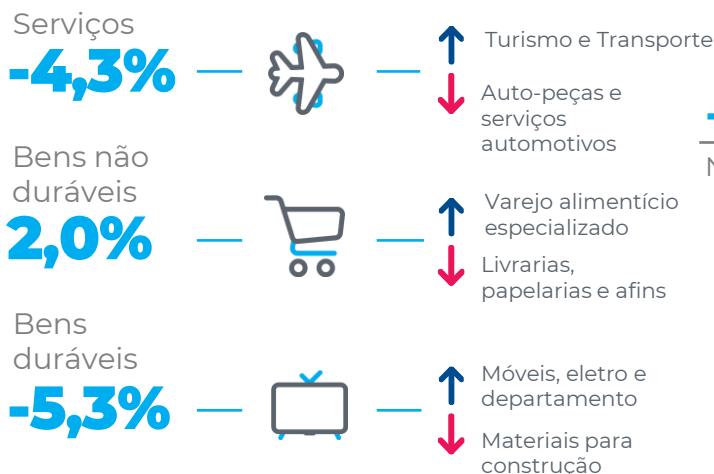 Serviços
-4,3%
Turismo e Transporte
Auto-peças e
serviços
automotivos
Bens não
duráveis
2,0%
Varejo alimentício
especializado
Livrarias,
papelarias e afins
Bens
duráveis
-5,3%
Móveis, eletro e
departamento
Materiais para
construção